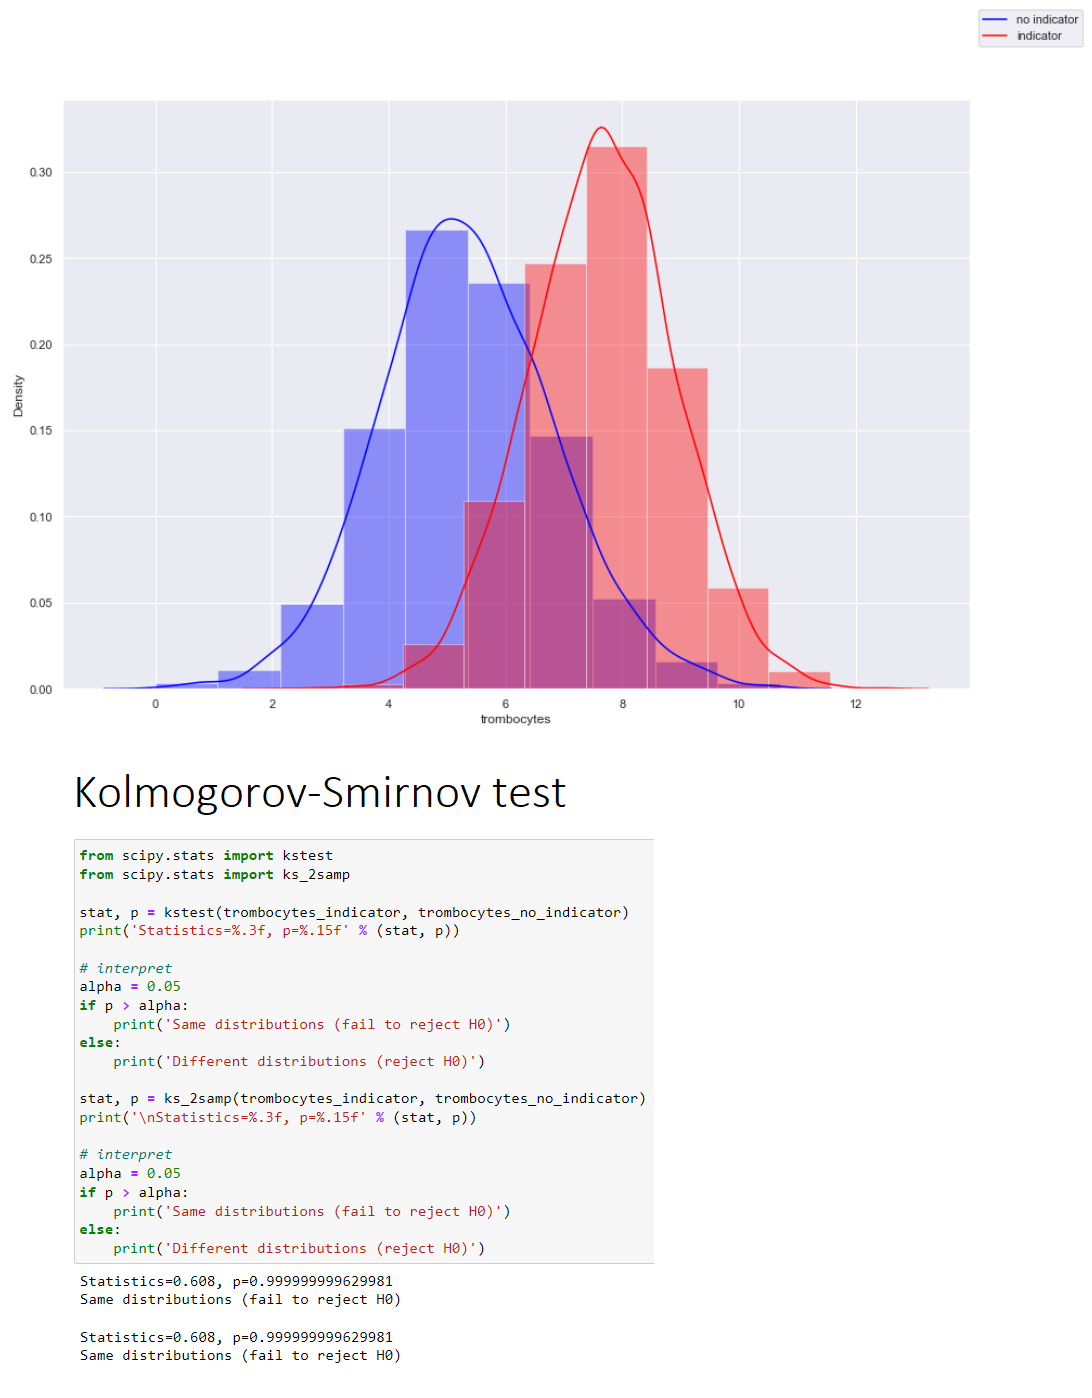 no indicator
indicator
0.30
0.25
0.20
0.15
0.10
0.05
0.00
Density
0 2 4 6 8 10 12
trombocytes
Kolmogorov-Smirnov test
from scipy.stats import kstest
from scipy.stats import ks_2samp
stat, p = kstest(trombocytes_indicator, trombocytes_no_indicator)
print('Statistics=%.3f, p=%.15f' % (stat, p))
# interpret
alpha = 0.05
if p > alpha:
    print('Same distributions (fail to reject H0)')
else:
    print('Different distributions (reject H0)')
stat, p = ks_2samp(trombocytes_indicator, trombocytes_no_indicator)
print('\nStatistics=%.3f, p=%.15f' % (stat, p))
# interpret
alpha = 0.05
if p > alpha:
    print('Same distributions (fail to reject H0)')
else:
    print('Different distributions (reject H0)')
Statistics=0.608, p=0.999999999629981
Same distributions (fail to reject H0)
Statistics=0.608, p=0.999999999629981
Same distributions (fail to reject H0)